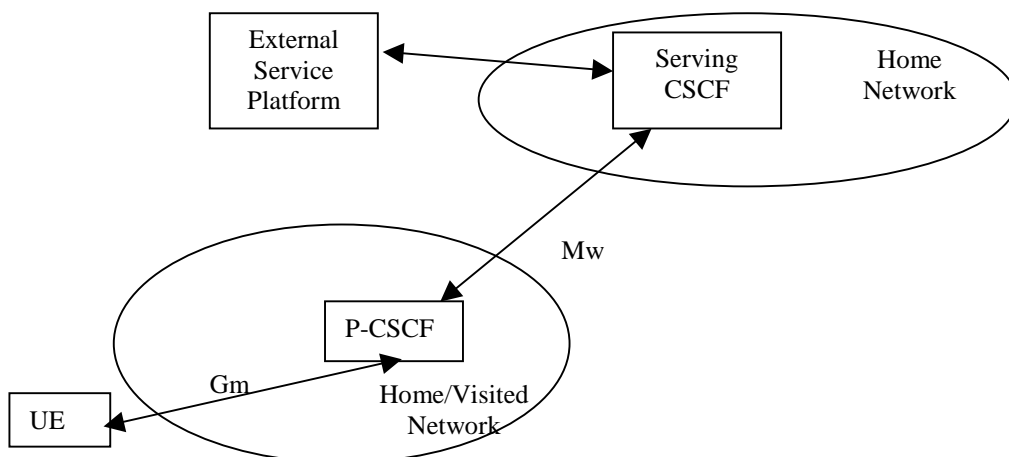 External
Service
Platform
Serving
CSCF
Home
Network
Mw
P-CSCF
Gm
Home/Visited
Network
UE